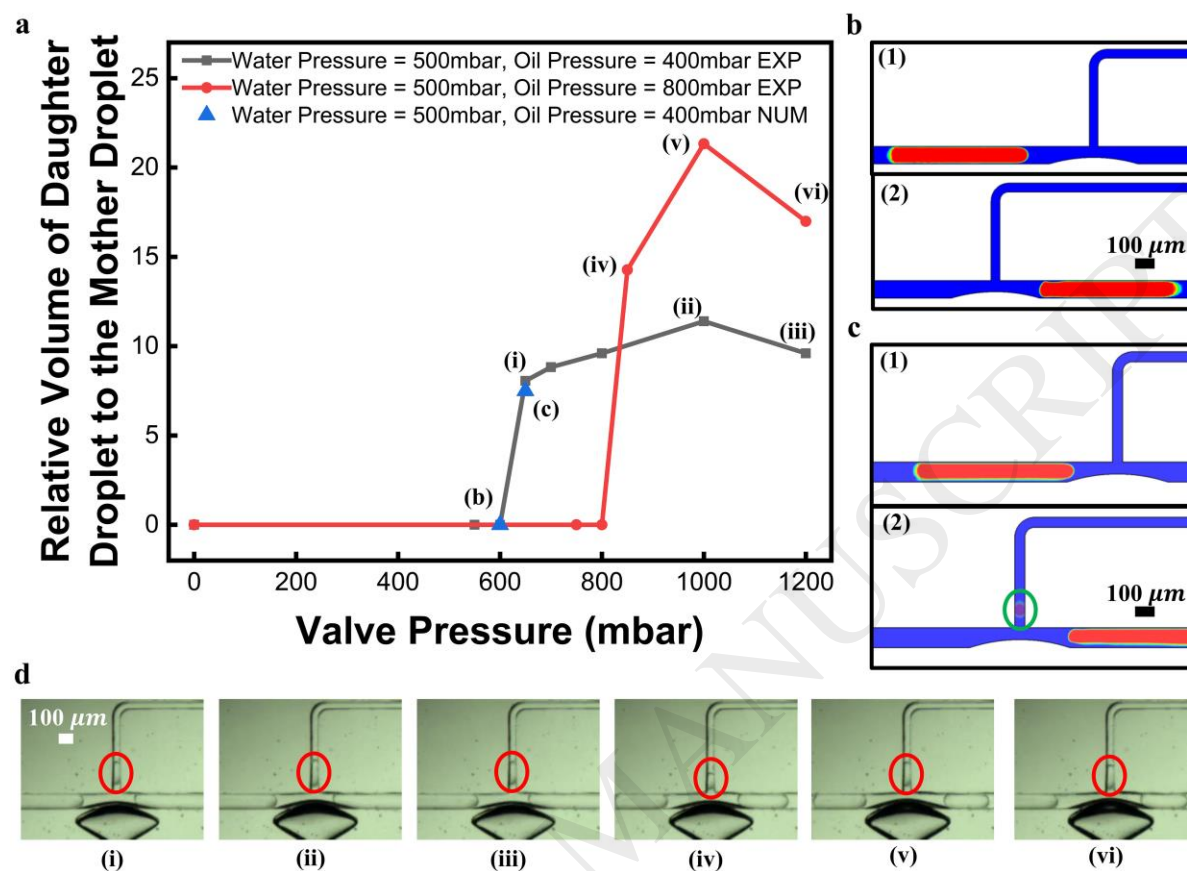 a
Relative Volume of Daughter
Droplet to the Mother Droplet
25
20
15
10
5
0
Water Pressure = 500mbar, Oil Pressure = 400mbar EXP
Water Pressure = 500mbar, Oil Pressure = 800mbar EXP
Water Pressure = 500mbar, Oil Pressure = 400mbar NUM
(v)
(vi)
(iv)
(ii)
(iii)
(i)
(c)
(b)
0 200 400 600 800 1000 1200
Valve Pressure (mbar)
b
(1)
(2)
100 μm
c
(1)
(2)
100 μm
d
100 μm
(i) (ii) (iii) (iv) (v) (vi)
MANUSCRIPT